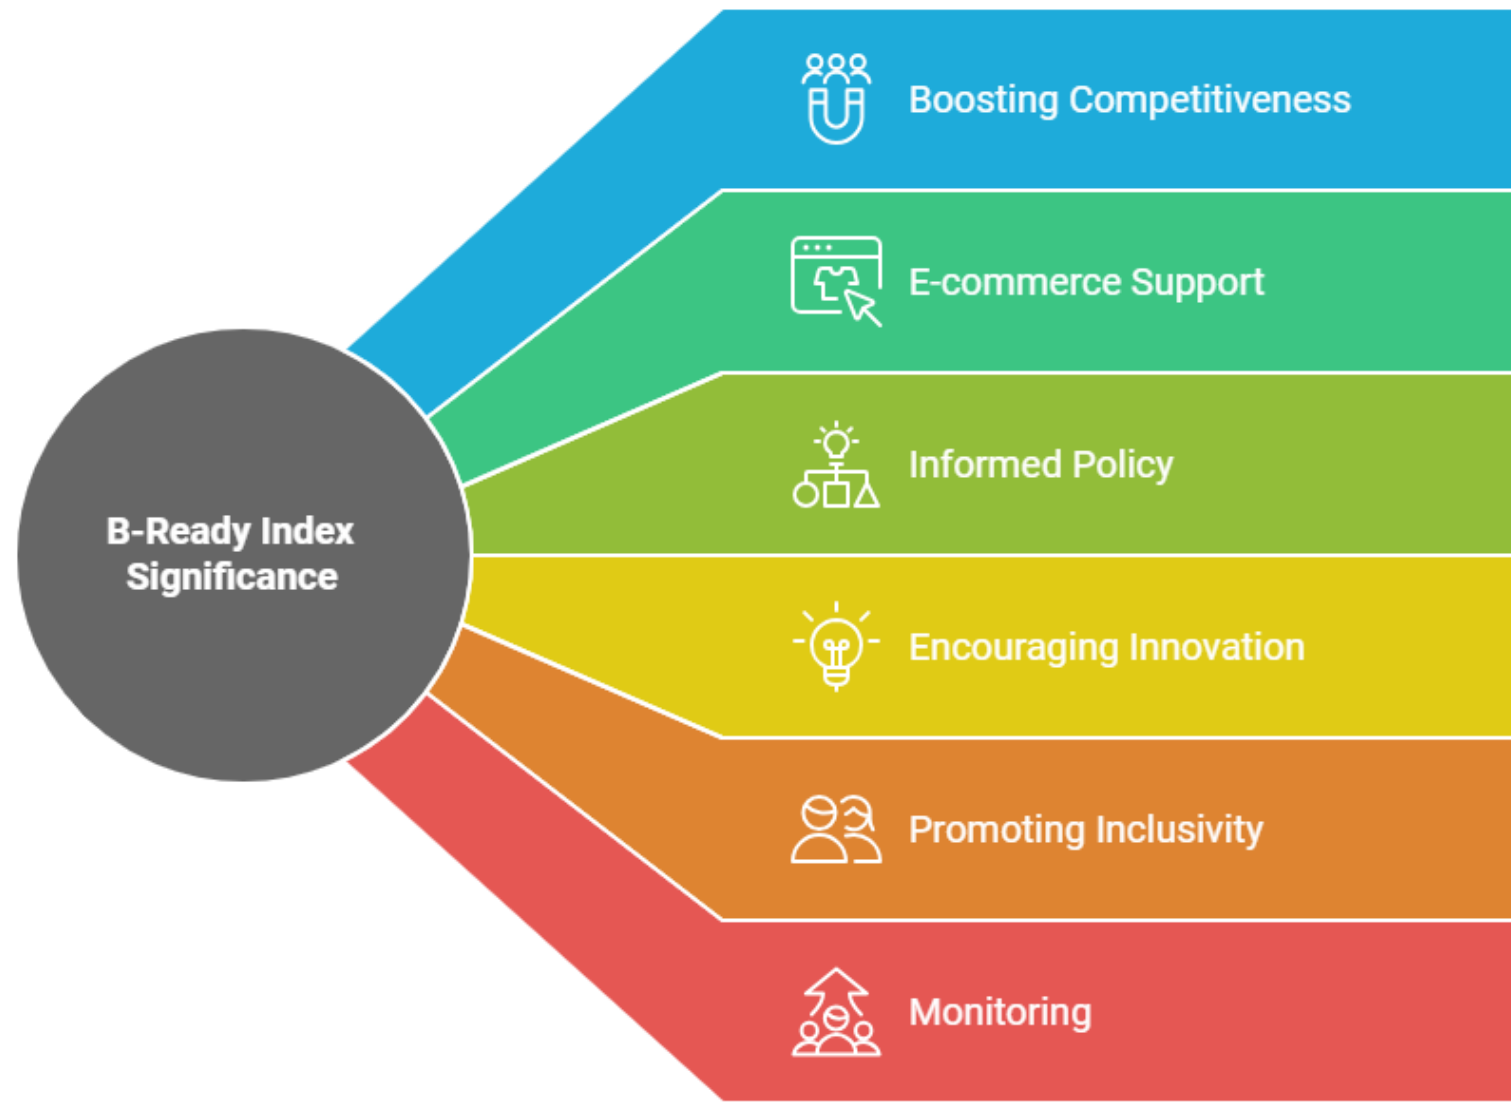 B-Ready Index
Significance
Boosting Competitiveness
E-commerce Support
Informed Policy
Encouraging Innovation
Promoting Inclusivity
Monitoring